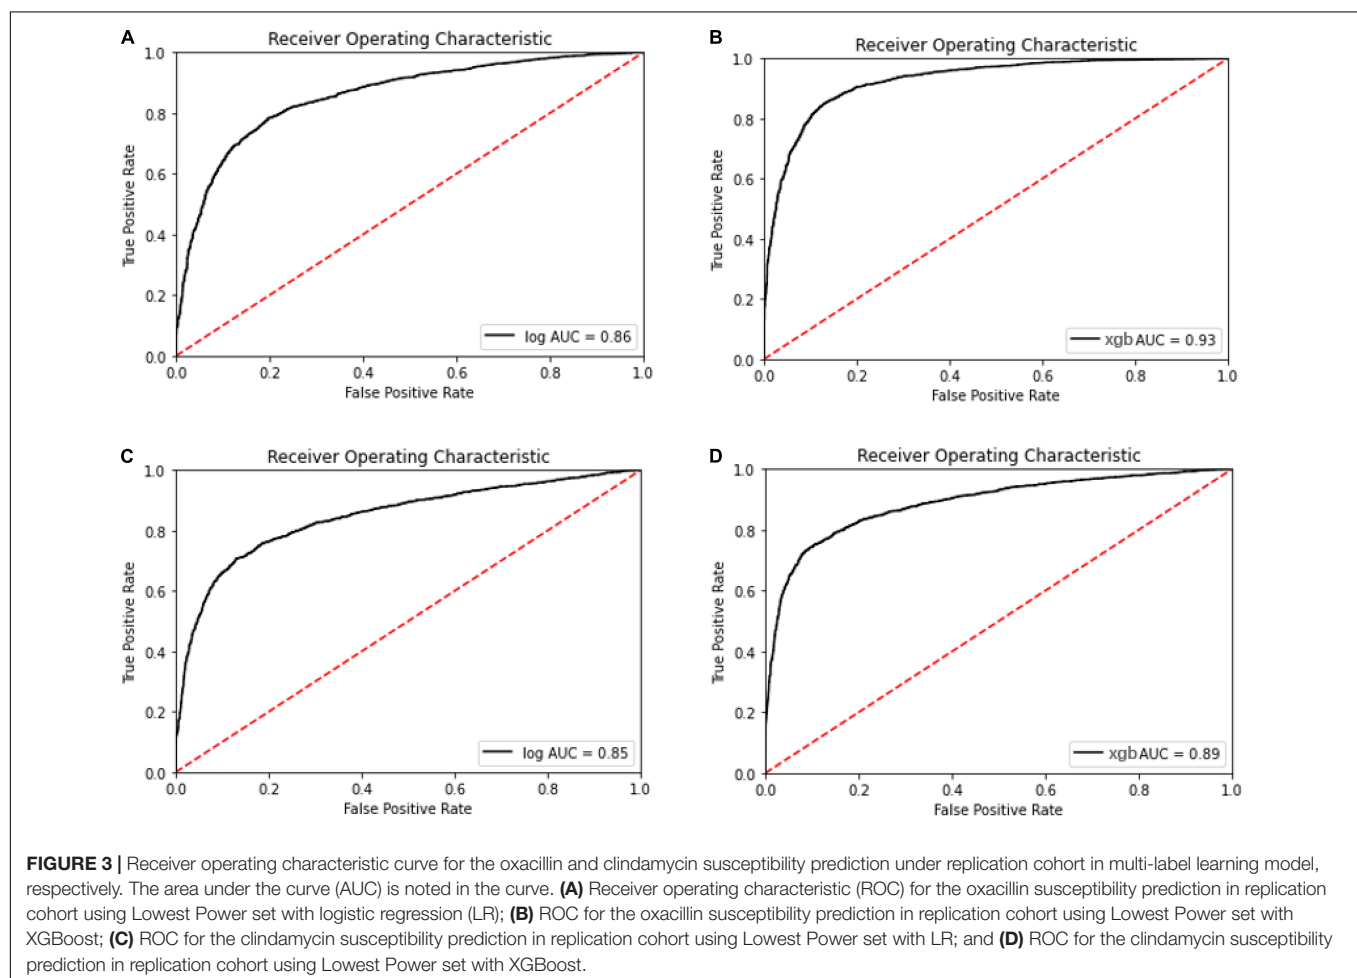 A
Receiver Operating Characteristic
1.0
0.8
0.6
0.4
0.2
0.0
True Positive Rate
log AUC = 0.86
0.0 0.2 0.4 0.6 0.8 1.0
False Positive Rate
B
Receiver Operating Characteristic
1.0
0.8
0.6
0.4
0.2
0.0
True Positive Rate
xgb AUC = 0.93
0.0 0.2 0.4 0.6 0.8 1.0
False Positive Rate
C
Receiver Operating Characteristic
1.0
0.8
0.6
0.4
0.2
0.0
True Positive Rate
log AUC = 0.85
0.0 0.2 0.4 0.6 0.8 1.0
False Positive Rate
D
Receiver Operating Characteristic
1.0
0.8
0.6
0.4
0.2
0.0
True Positive Rate
xgb AUC = 0.89
0.0 0.2 0.4 0.6 0.8 1.0
False Positive Rate
FIGURE 3 | Receiver operating characteristic curve for the oxacillin and clindamycin susceptibility prediction under replication cohort in multi-label learning model,
respectively. The area under the curve (AUC) is noted in the curve. (A) Receiver operating characteristic (ROC) for the oxacillin susceptibility prediction in replication
cohort using Lowest Power set with logistic regression (LR); (B) ROC for the oxacillin susceptibility prediction in replication cohort using Lowest Power set with
XGBoost; (C) ROC for the clindamycin susceptibility prediction in replication cohort using Lowest Power set with LR; and (D) ROC for the clindamycin susceptibility
prediction in replication cohort using Lowest Power set with XGBoost.